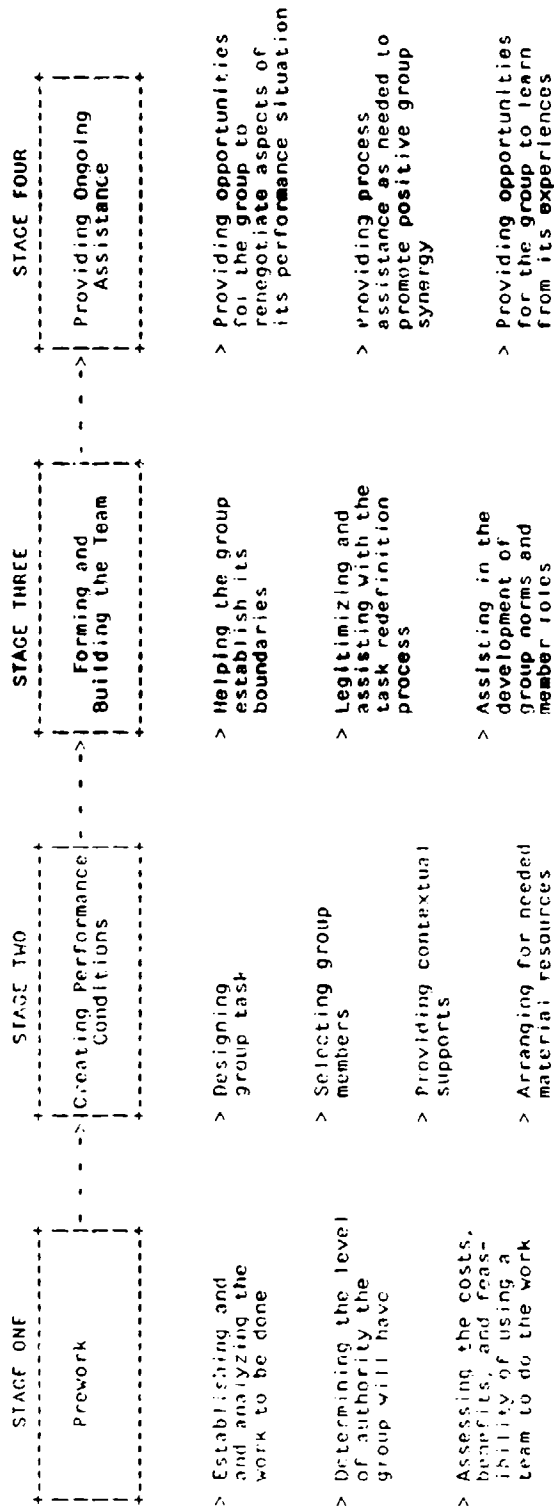 STAGE ONE
Prework
> Establishing and
and analyzing the
work to be done
> Determining the level
of authority the
group will have
> Assessing the costs,
benefits, and feas-
ibility of using a
team to do the work
STAGE TWO
Creating Performance
Conditions
> Designing
group task
> Selecting group
members
> Providing contextual
supports
> Arranging for needed
material resources
STAGE THREE
Forming and
Building the Team
> Helping the group
establish its
boundaries
> Legitimizing and
assisting with the
task redefinition
process
> Assisting in the
development of
group norms and
member roles
STAGE FOUR
Providing Ongoing
Assistance
> Providing opportunities
for the group to
renegotiate aspects of
its performance situation
> Providing process
assistance as needed to
promote positive group
synergy
> Providing opportunities
for the group to learn
from its experiences